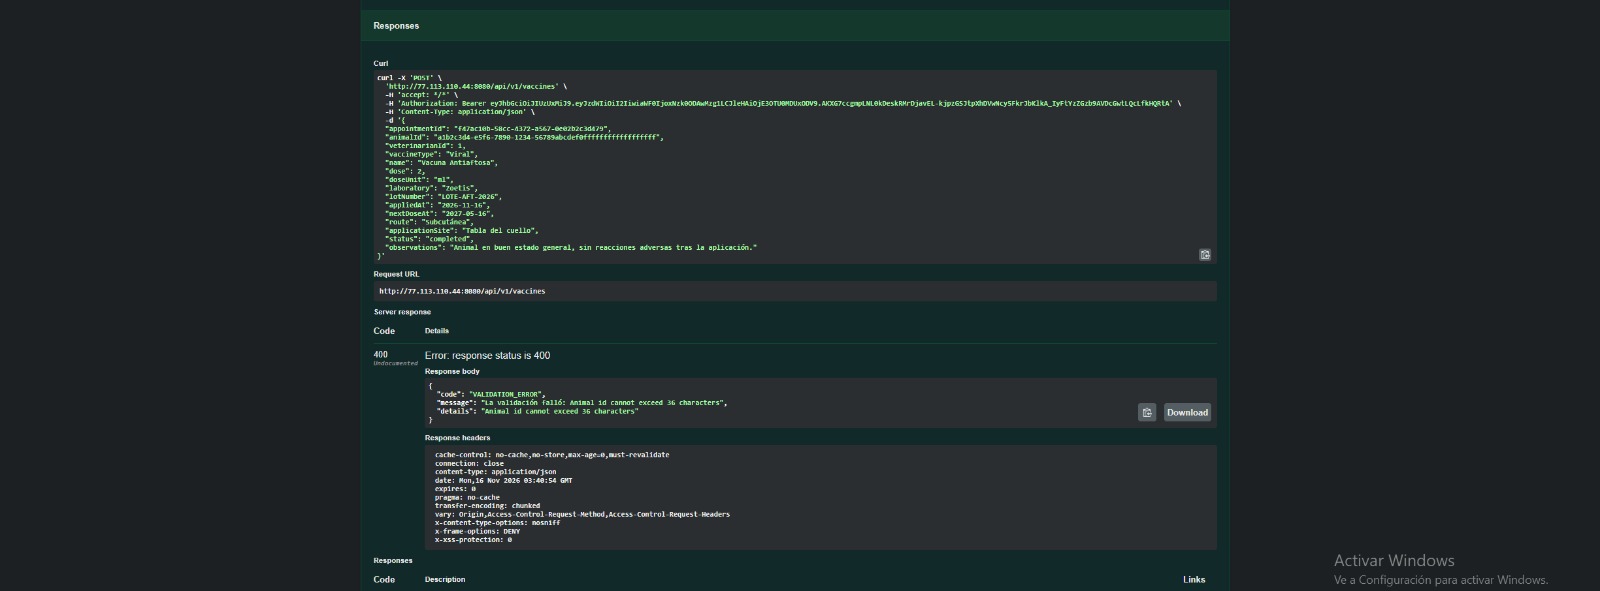 Responses
Curl
curl -X 'POST' \
'http://77.113.110.44:8080/api/v1/vaccines' \
-H 'accept: */*' \
-H 'Authorization: Bearer
-H 'Content-Type: application/json' \
-d '{
"appointmentId": "f47ac10b-58cc-4372-a567-0e02b2c3d479",
"animalId": "a1b2c3d4-e5f6-7890-1234-56789abcdef0ffffffffffffffffff",
"veterinarianId": 1,
"vaccineType": "Viral",
"name": "Vacuna Antiaftosa",
"dose": 2,
"doseUnit": "ml",
"laboratory": "Zoetis",
"lotNumber": "LOTE-AFT-2026",
"appliedAt": "2026-11-16",
"nextDoseAt": "2027-05-16",
"route": "subcutánea",
"applicationSite": "Tabla del cuello",
"status": "completed",
"observations": "Animal en buen estado general, sin reacciones adversas tras la aplicación."
}'
Request URL
http://77.113.110.44:8080/api/v1/vaccines
Server response
Code Details
400 Error: response status is 400
Undocumented
Response body
{
"code": "VALIDATION_ERROR",
"message": "La validación falló: Animal id cannot exceed 36 characters",
"details": "Animal id cannot exceed 36 characters"
}
Download
Response headers
cache-control: no-cache,no-store,max-age=0,must-revalidate
connection: close
content-type: application/json
date: Mon,16 Nov 2026 03:40:54 GMT
expires: 0
pragma: no-cache
transfer-encoding: chunked
vary: Origin,Access-Control-Request-Method,Access-Control-Request-Headers
x-content-type-options: nosniff
x-frame-options: DENY
x-xss-protection: 0
Responses
Code Description Links
Activar Windows
Ve a Configuración para activar Windows.